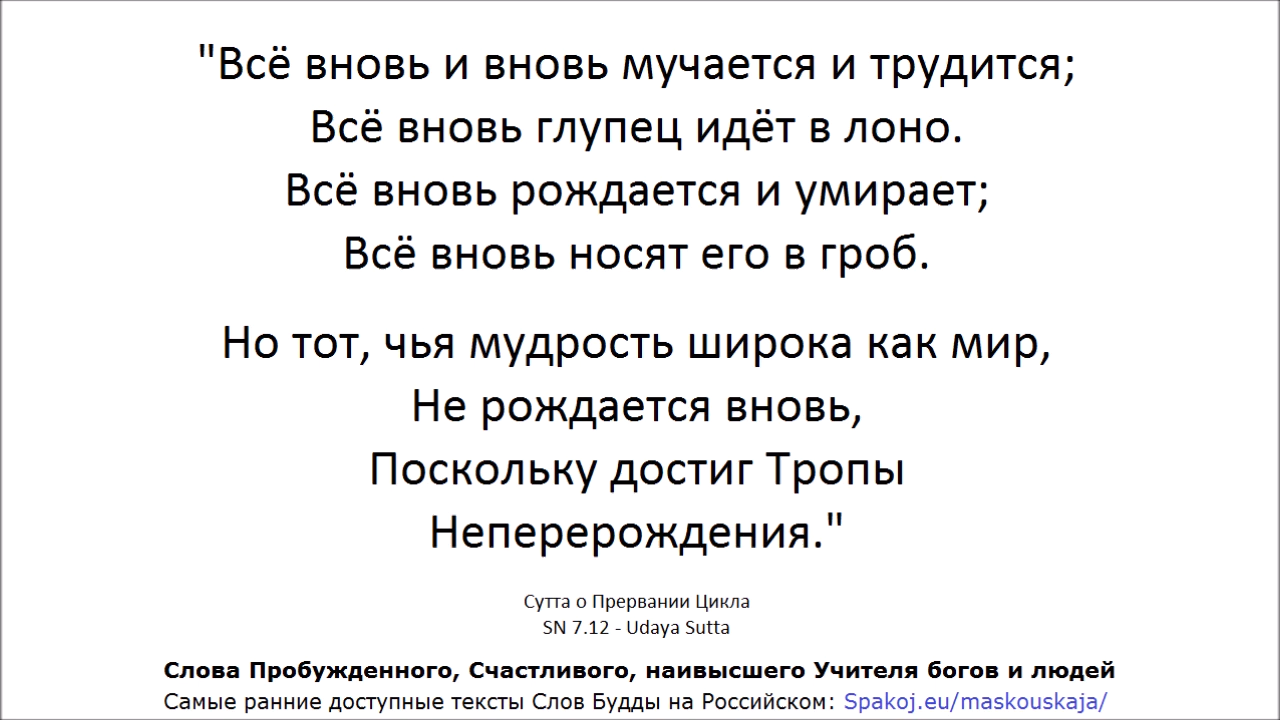 "Всё вновь и вновь мучается и трудится;
Всё вновь глупец идёт в лоно.
Всё вновь рождается и умирает;
Всё вновь носят его в гроб.
Но тот, чья мудрость широка как мир,
Не рождается вновь,
Поскольку достиг Тропы
Неперерождения."
Сутта о Прервании Цикла
SN 7.12 - Udaya Sutta
Слова Пробужденного, Счастливого, наивысшего Учителя богов и людей
Самые ранние доступные тексты Слов Будды на Российском: Spakoj.eu/maskouskaja/